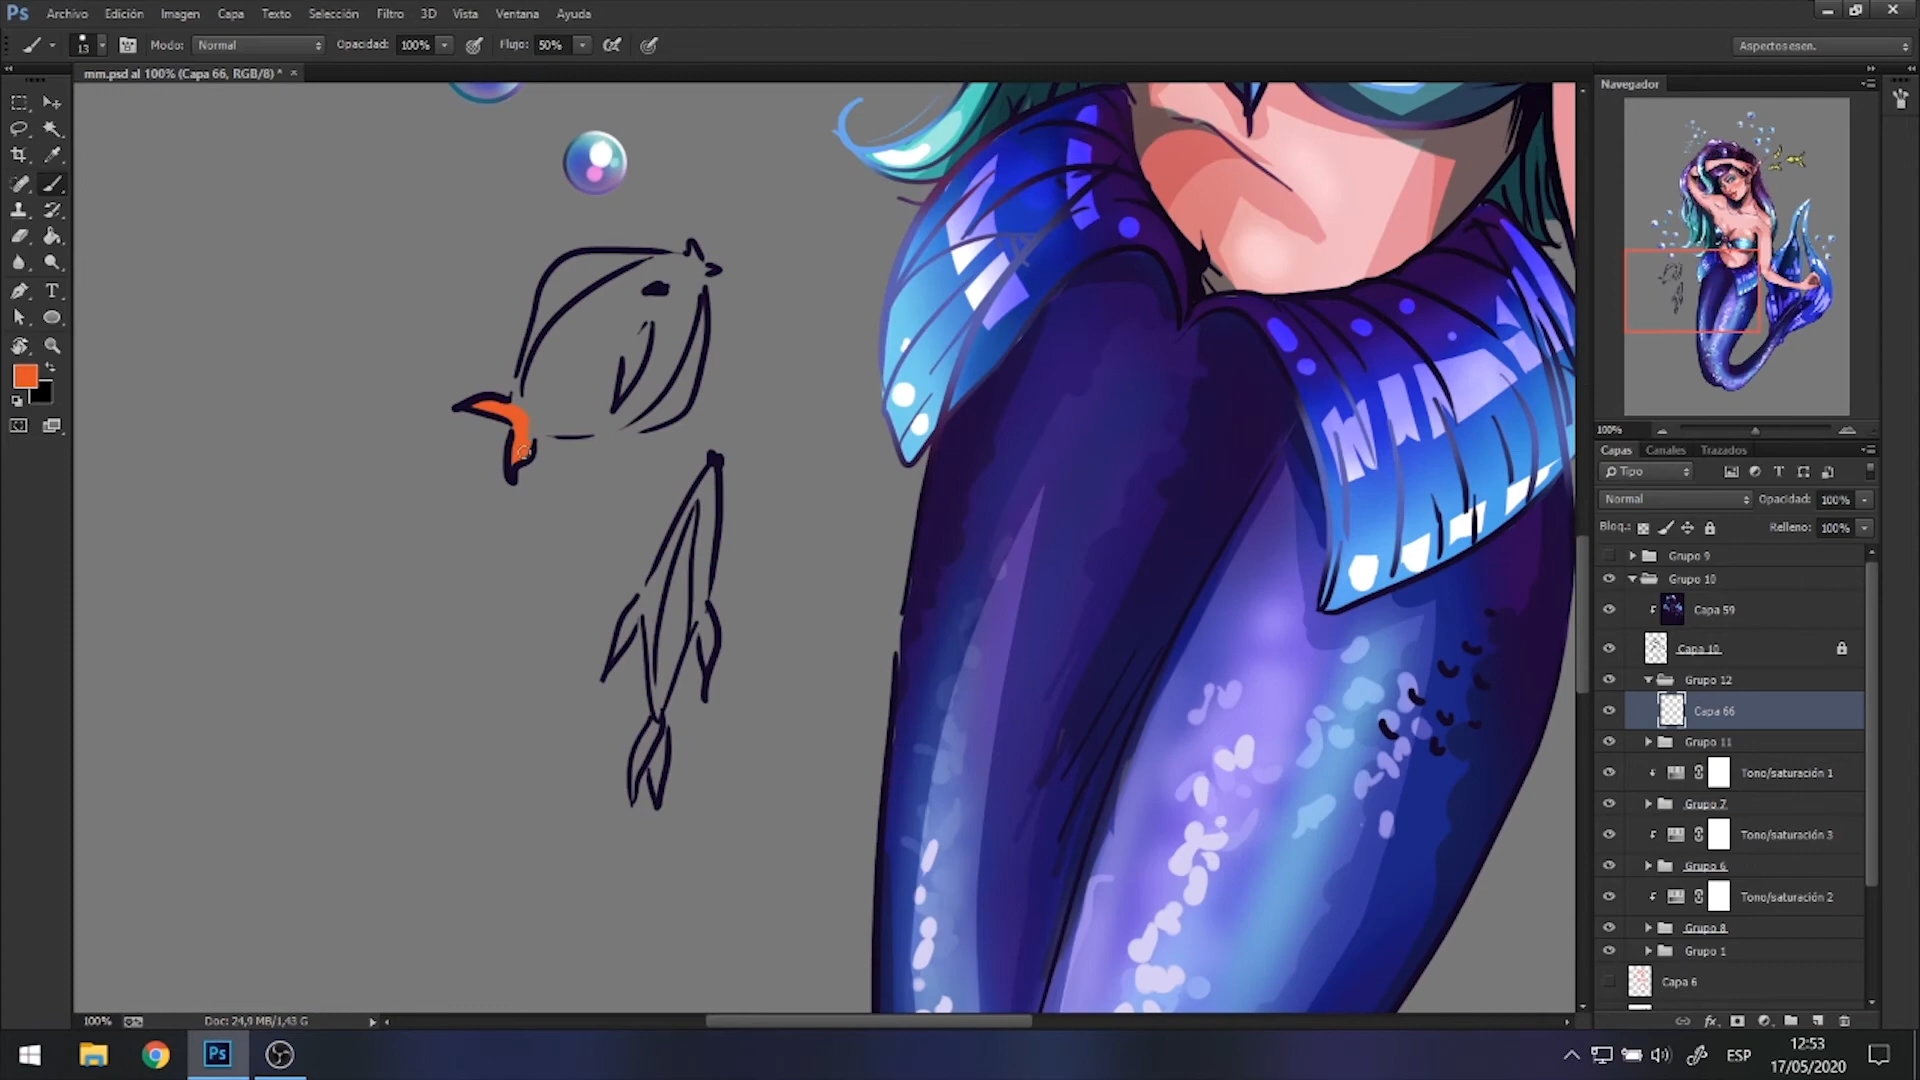 Ps Archivo Edición Imagen Capa Texto Selección Filtro 3D Vista Ventana Ayuda
13 Modo: Normal Opacidad: 100% Flujo: 50% Aspectos esen.
mm.psd al 100% (Capa 66, RGB/8) * ×
Navegador
100%
Capas Canales Trazados
Tipo
Normal Opacidad: 100%
Bloq.: Relleno: 100%
Grupo 9
Grupo 10
Capa 59
Capa 10
Grupo 12
Capa 66
Grupo 11
Tono/saturación 1
Grupo 7
Tono/saturación 3
Grupo 6
Tono/saturación 2
Grupo 8
Grupo 1
Capa 6
100% Doc: 24,9 MB/1,43 G
Ps ESP 12:53
17/05/2020